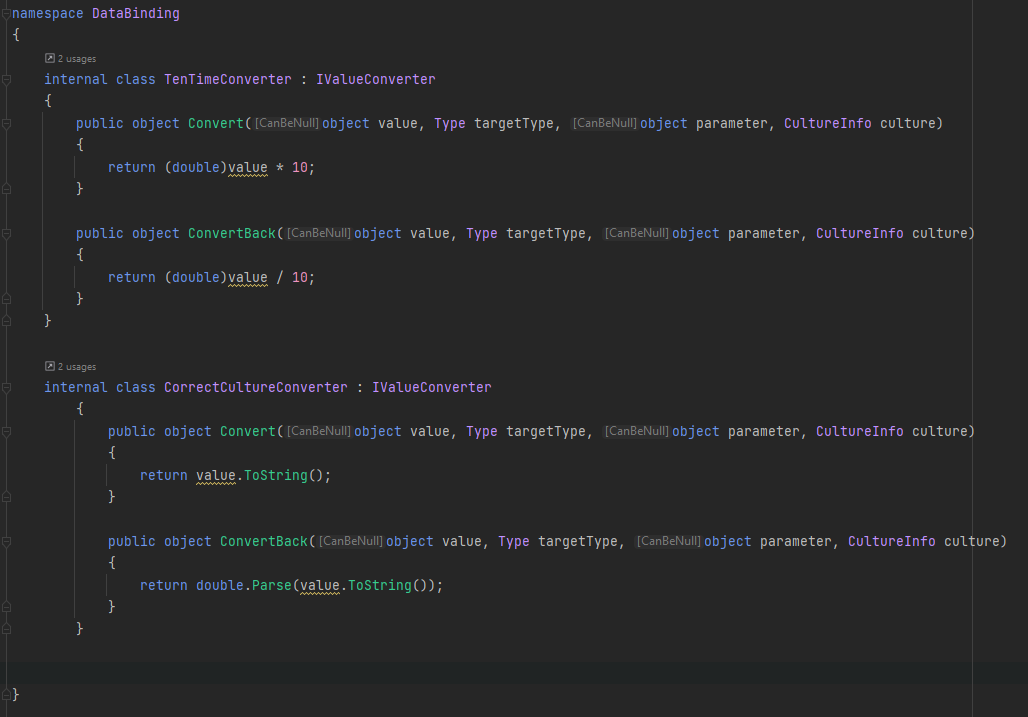 namespace DataBinding
{
2 usages
internal class TenTimeConverter : IValueConverter
{
public object Convert([CanBeNull]object value, Type targetType, [CanBeNull]object parameter, CultureInfo culture)
{
return (double)value * 10;
}
public object ConvertBack([CanBeNull]object value, Type targetType, [CanBeNull]object parameter, CultureInfo culture)
{
return (double)value / 10;
}
}
2 usages
internal class CorrectCultureConverter : IValueConverter
{
public object Convert([CanBeNull]object value, Type targetType, [CanBeNull]object parameter, CultureInfo culture)
{
return value.ToString();
}
public object ConvertBack([CanBeNull]object value, Type targetType, [CanBeNull]object parameter, CultureInfo culture)
{
return double.Parse(value.ToString());
}
}
}